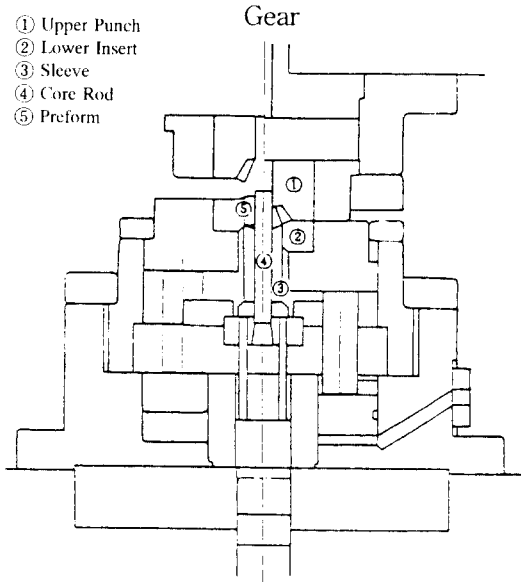 Gear
① Upper Punch
② Lower Insert
③ Sleeve
④ Core Rod
⑤ Preform
①
⑤
②
④
③